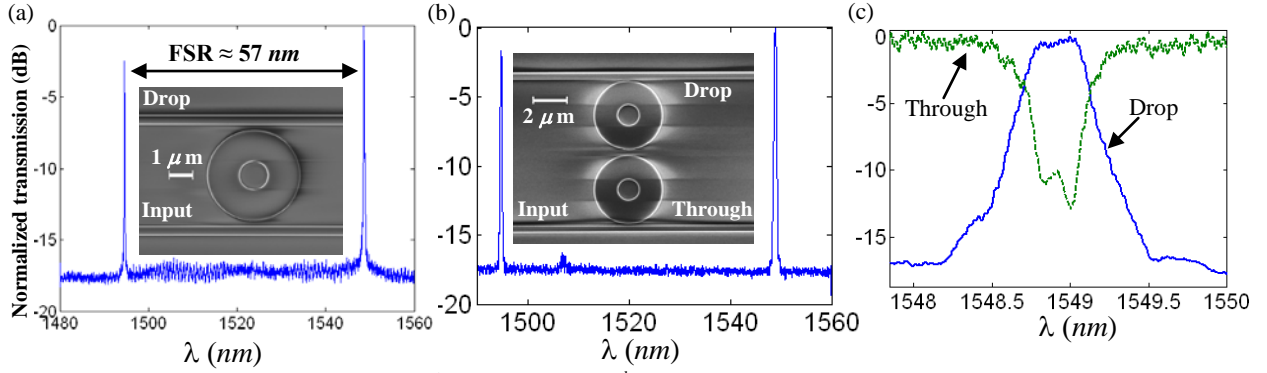 (a)
Normalized transmission (dB)
0
-5
-10
-15
-20
FSR ≈ 57 nm
Drop
1 μm
Input
1480
1500
1520
1540
1560
λ (nm)
(b)
0
-5
-10
-15
-20
2 μm
Drop
Input
Through
1500
1520
1540
1560
λ (nm)
(c)
0
-5
-10
-15
Through
Drop
1548
1548.5
1549
1549.5
1550
λ (nm)